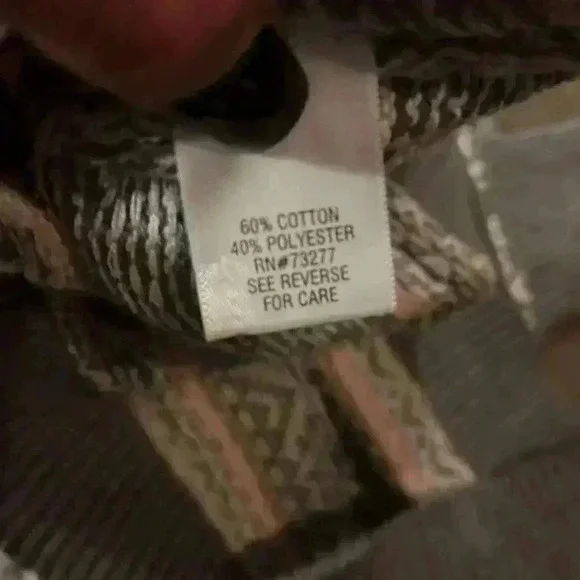 60% COTTON
40% POLYESTER
RN#73277
SEE REVERSE
FOR CARE